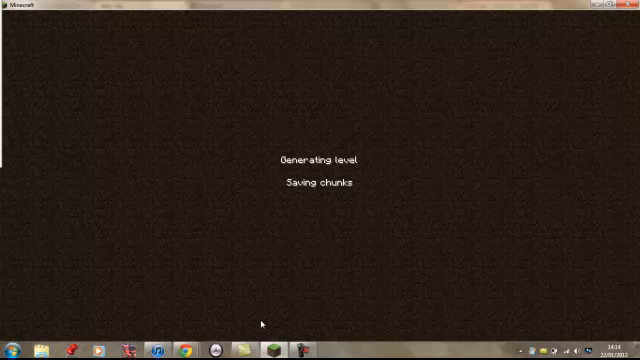 Minecraft
Generating level
Saving chunks
14:14
22/01/2012